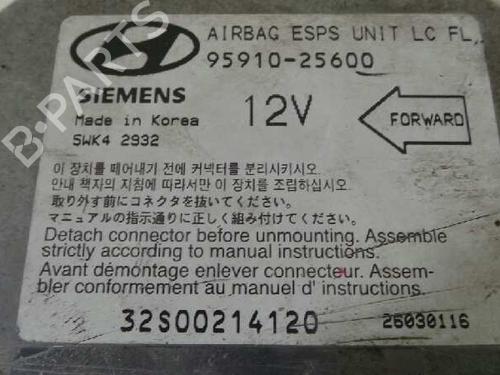 AIRBAG ESPS UNIT LC FL.
95910-25600
SIEMENS
Made in Korea
5WK4 2932
12V
FORWARD
이 장치를 떼어내기 전에 커넥터를 분리시키시오.
안내 책자의 지침에 따라서만 이 장치를 조립하십시오.
取り外す前にコネクタを抜いてください。
マニュアルの指示通りに正しく組み付けてください。
Detach connector before unmounting. Assemble
strictly according to manual instructions.
Avant démontage enlever connecteur. Assem-
bler conformement au manuel d' instructions.
32S00214120
26030116
B-PARTS